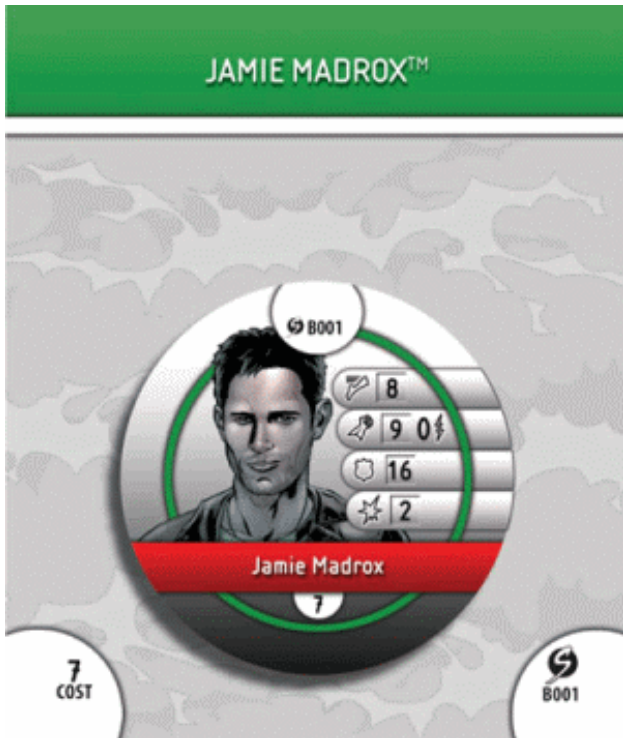 JAMIE MADROX™
B001
8
9 0
16
2
Jamie Madrox
7
7
COST
B001